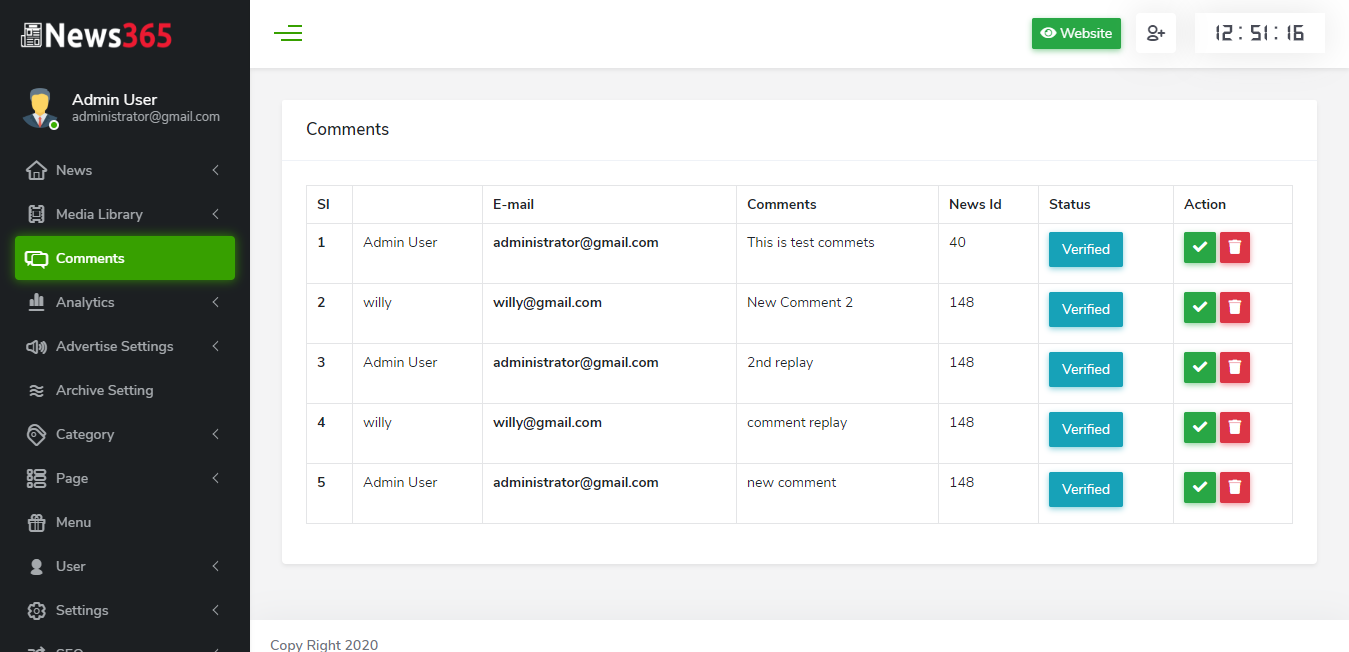 News365
Website
12:51:16
Admin User
administrator@gmail.com
News
Media Library
Comments
Analytics
Advertise Settings
Archive Setting
Category
Page
Menu
User
Settings
SEO
Comments
Sl E-mail Comments News Id Status Action
1 Admin User administrator@gmail.com This is test commets 40 Verified
2 willy willy@gmail.com New Comment 2 148 Verified
3 Admin User administrator@gmail.com 2nd replay 148 Verified
4 willy willy@gmail.com comment replay 148 Verified
5 Admin User administrator@gmail.com new comment 148 Verified
Copy Right 2020